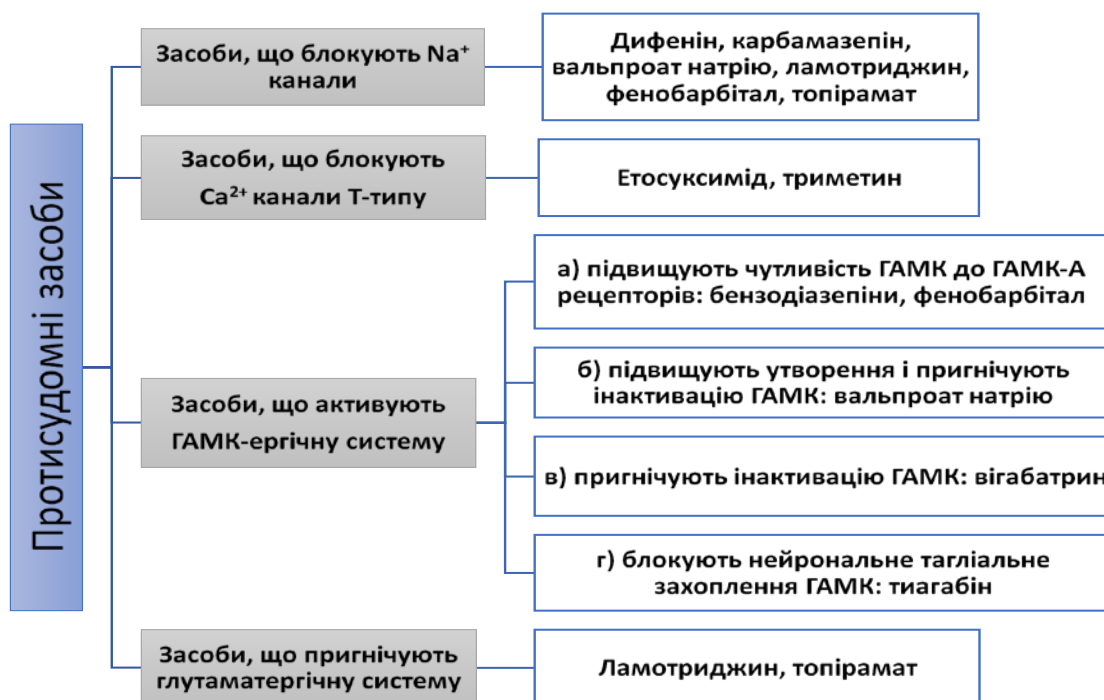 Протисудомні засоби
Засоби, що блокують Na⁺
канали
Дифенін, карбамазепін,
вальпроат натрію, ламотриджин,
фенобарбітал, топірамат
Засоби, що блокують
Ca²⁺ канали Т-типу
Етосуксимід, триметин
Засоби, що активують
ГАМК-ергічну систему
а) підвищують чутливість ГАМК до ГАМК-А
рецепторів: бензодіазепіни, фенобарбітал
б) підвищують утворення і пригнічують
інактивацію ГАМК: вальпроат натрію
в) пригнічують інактивацію ГАМК: вігабатрин
г) блокують нейрональне тагліальне
захоплення ГАМК: тиагабін
Засоби, що пригнічують
глутаматергічну систему
Ламотриджин, топірамат